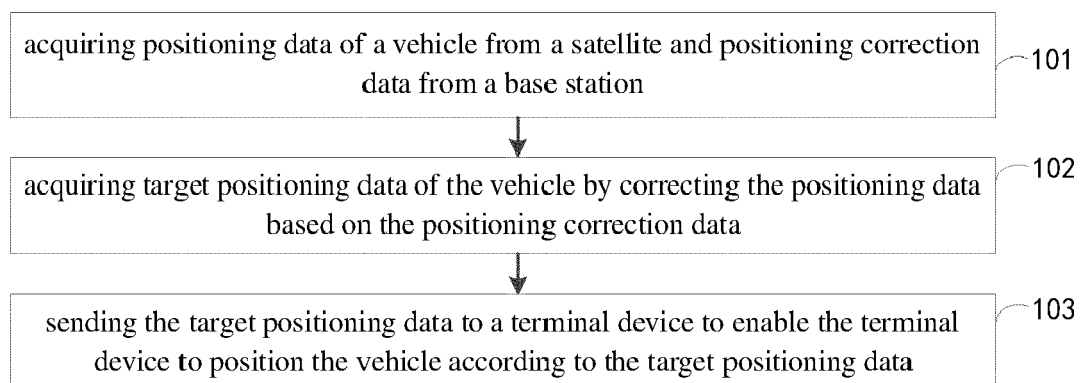 acquiring positioning data of a vehicle from a satellite and positioning correction
data from a base station
101
acquiring target positioning data of the vehicle by correcting the positioning data
based on the positioning correction data
102
sending the target positioning data to a terminal device to enable the terminal
device to position the vehicle according to the target positioning data
103